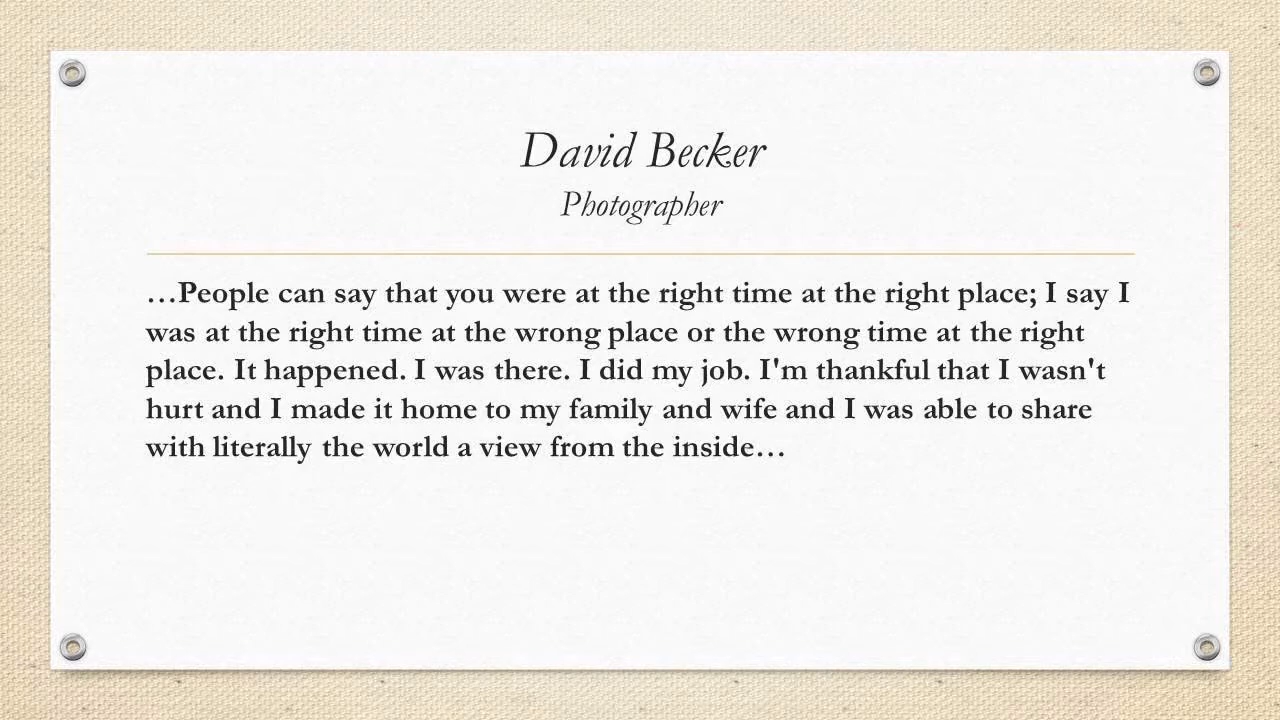 David Becker
Photographer
…People can say that you were at the right time at the right place; I say I
was at the right time at the wrong place or the wrong time at the right
place. It happened. I was there. I did my job. I'm thankful that I wasn't
hurt and I made it home to my family and wife and I was able to share
with literally the world a view from the inside…